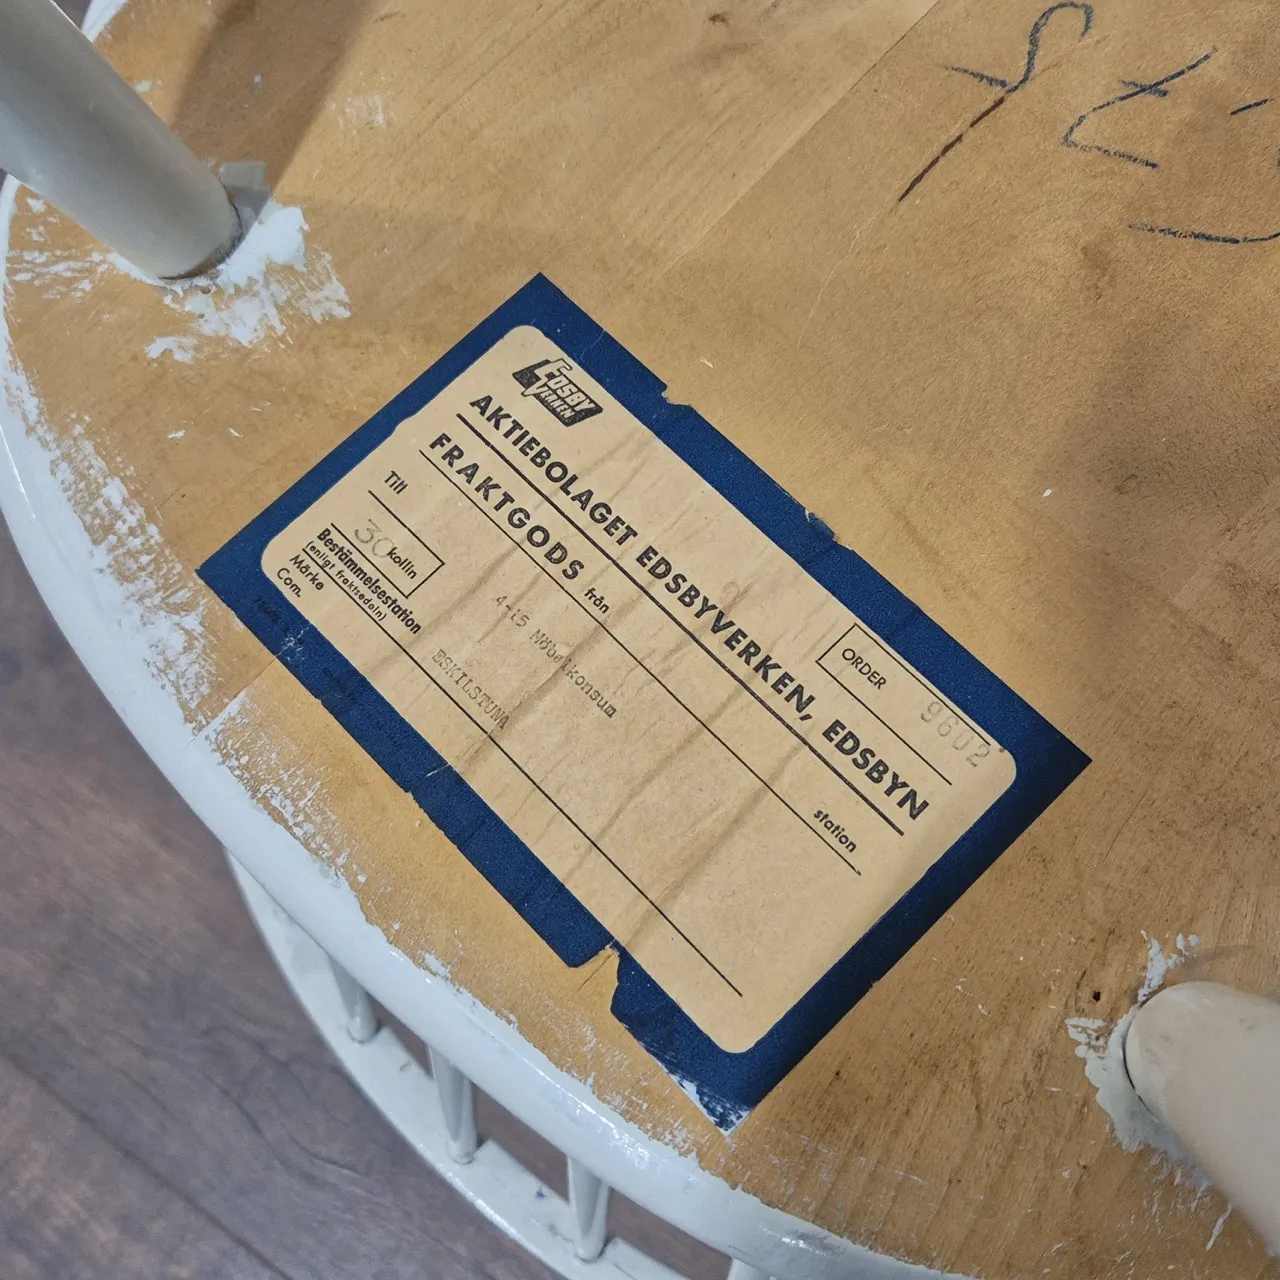 EDSBY
VERKEN
AKTIEBOLAGET EDSBYVERKEN, EDSBYN
FRAKTGODS från station
ORDER
9602
Till
4-15 Möbelkonsum
30 kollin
ESKILSTUNA
Bestämmelsestation
(enligt fraktsedeln)
Märke
Com.